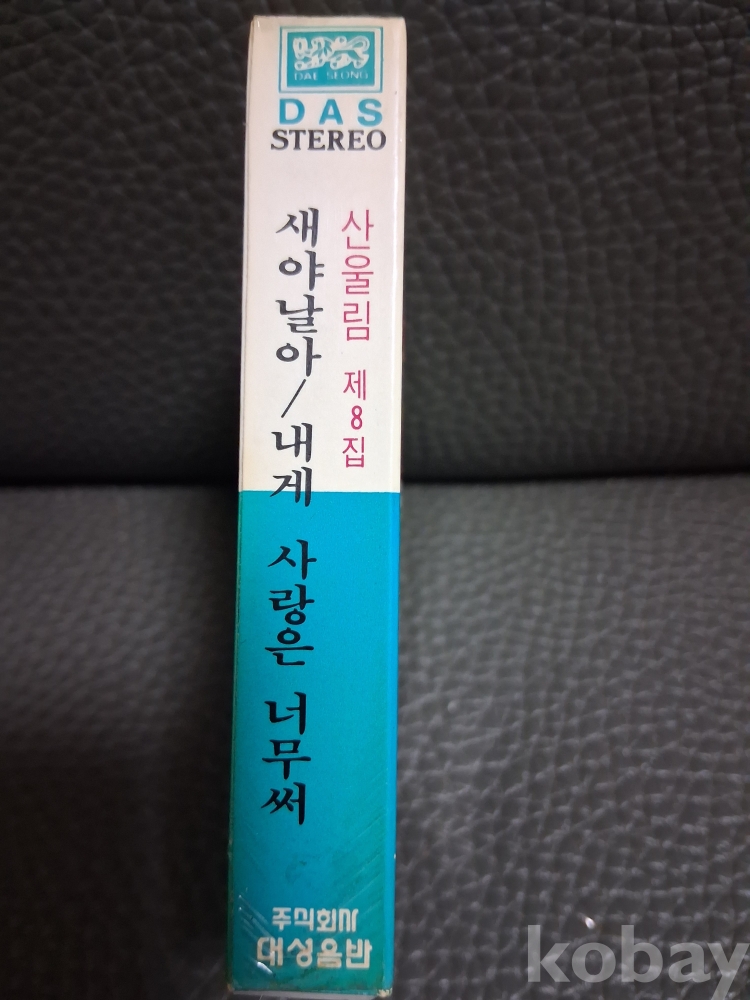 DAE SEONG
DAS
STEREO
산울림 제8집
새야날아/내게 사랑은 너무써
주식회사
대성음반
kobay